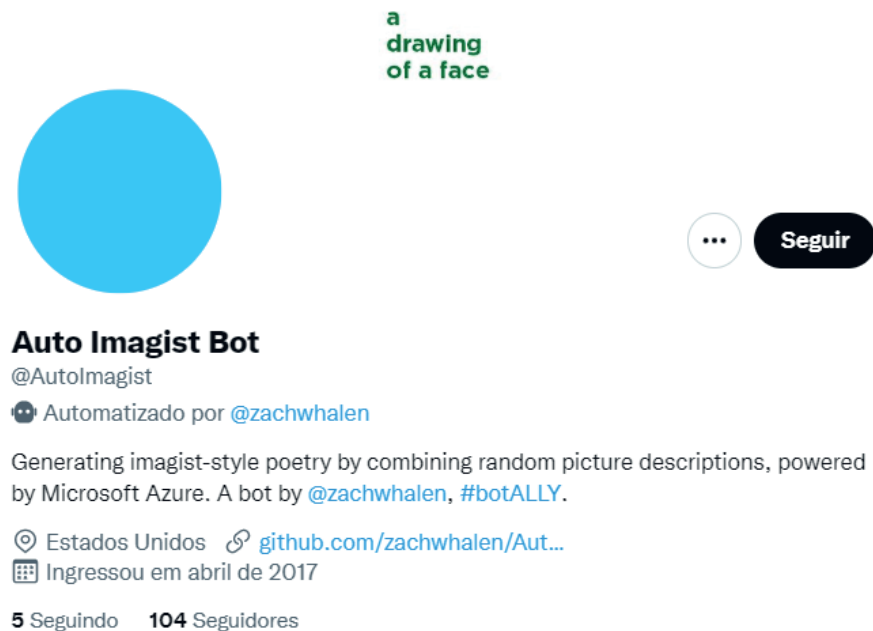 a
drawing
of a face
Seguir
Auto Imagist Bot
@AutoImagist
Automatizado por @zachwhalen
Generating imagist-style poetry by combining random picture descriptions, powered
by Microsoft Azure. A bot by @zachwhalen, #botALLY.
Estados Unidos github.com/zachwhalen/Aut...
Ingressou em abril de 2017
5 Seguindo 104 Seguidores